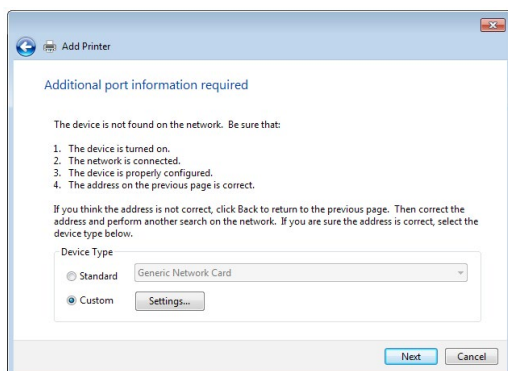 Add Printer
Additional port information required
The device is not found on the network. Be sure that:
1. The device is turned on.
2. The network is connected.
3. The device is properly configured.
4. The address on the previous page is correct.
If you think the address is not correct, click Back to return to the previous page. Then correct the
address and perform another search on the network. If you are sure the address is correct, select the
device type below.
Device Type
Standard Generic Network Card
Custom Settings...
Next Cancel